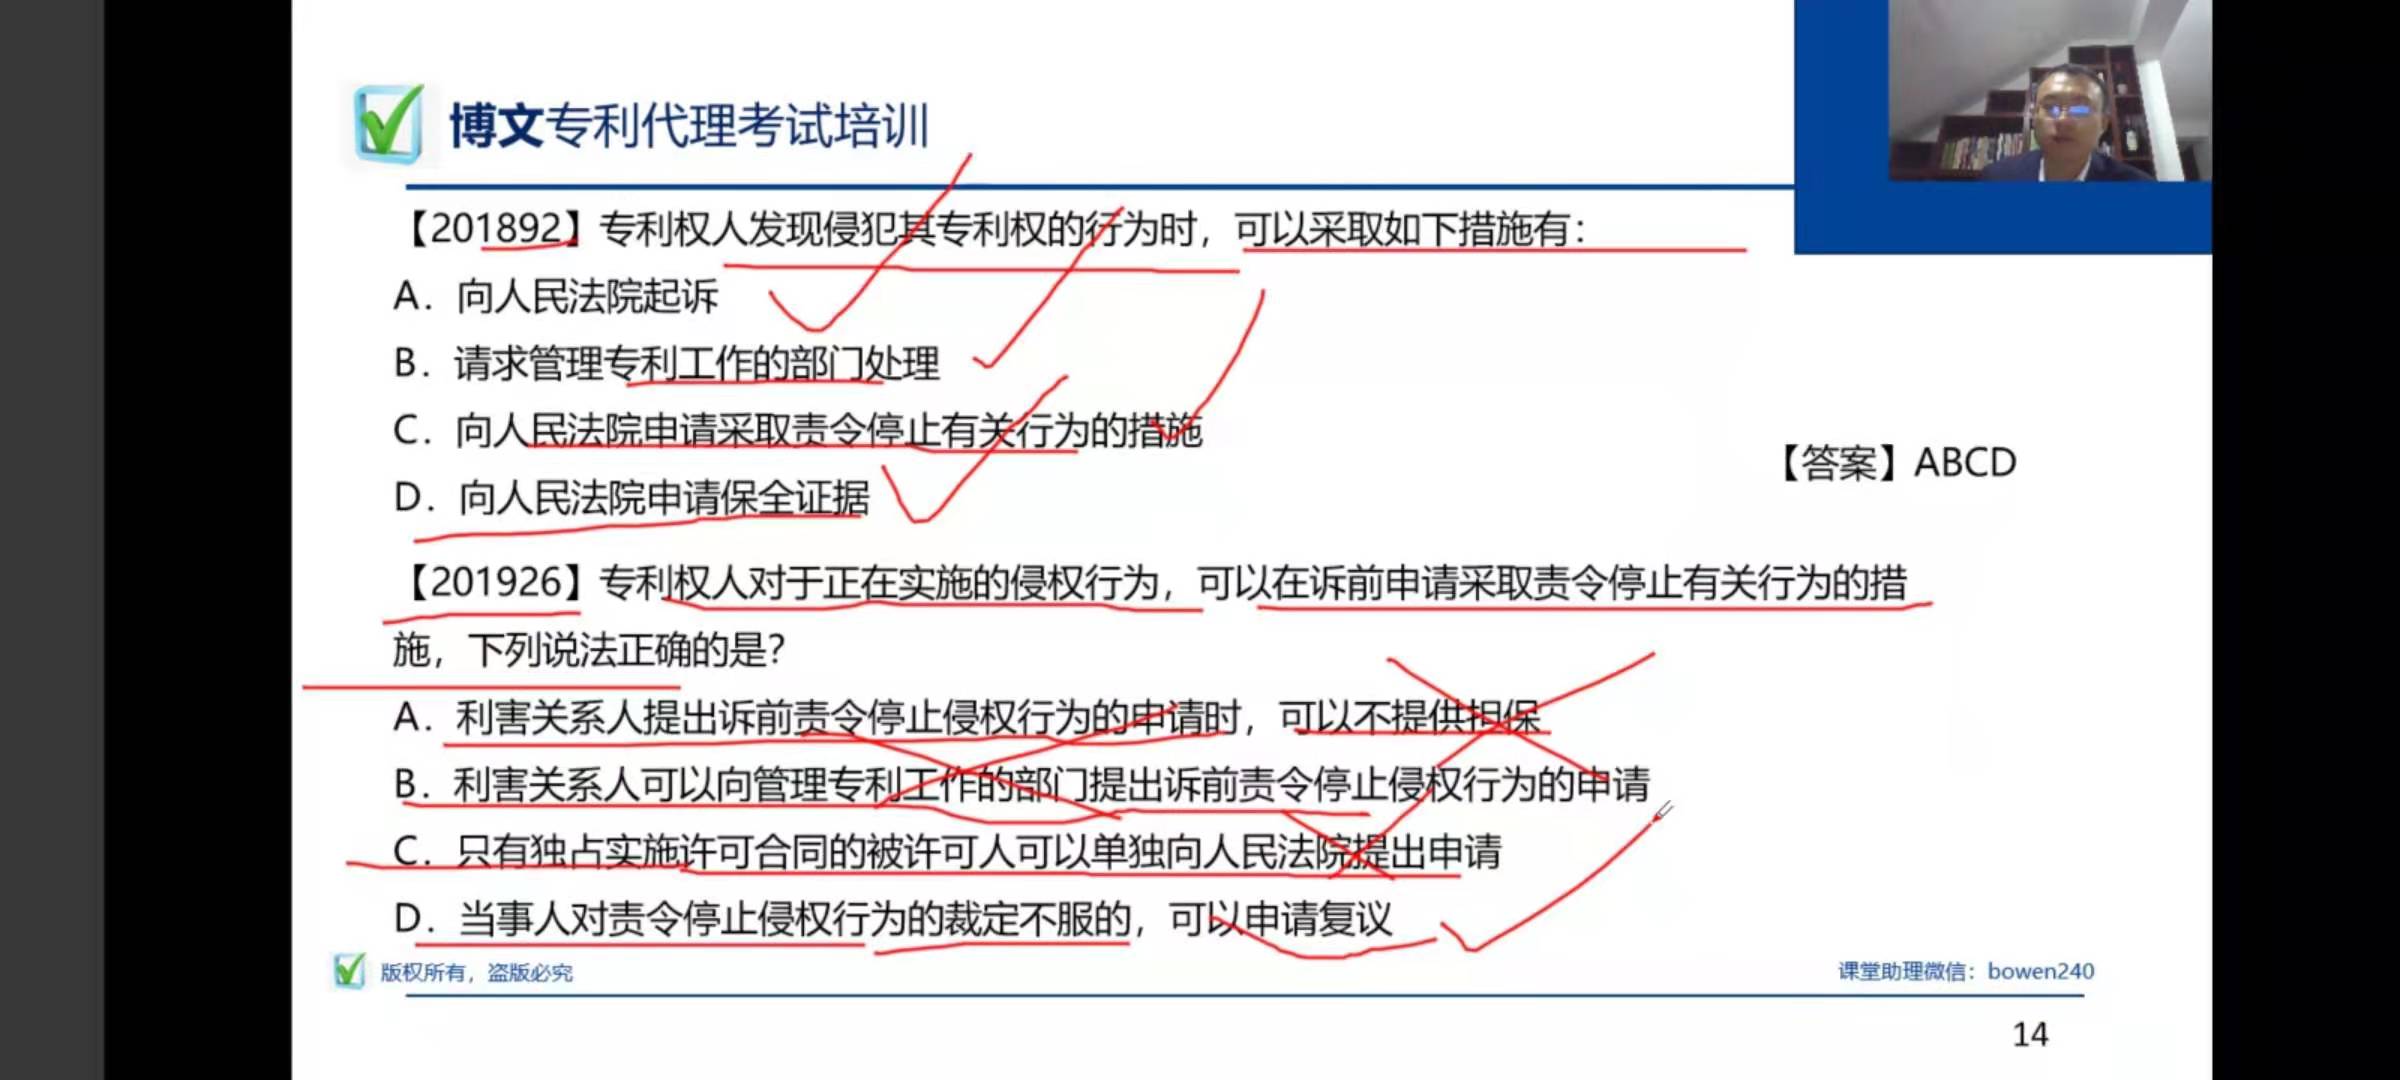 博文专利代理考试培训
【201892】专利权人发现侵犯其专利权的行为时，可以采取如下措施有：
A. 向人民法院起诉
B. 请求管理专利工作的部门处理
C. 向人民法院申请采取责令停止有关行为的措施
D. 向人民法院申请保全证据
【答案】ABCD
【201926】专利权人对于正在实施的侵权行为，可以在诉前申请采取责令停止有关行为的措
施，下列说法正确的是？
A. 利害关系人提出诉前责令停止侵权行为的申请时，可以不提供担保
B. 利害关系人可以向管理专利工作的部门提出诉前责令停止侵权行为的申请
C. 只有独占实施许可合同的被许可人可以单独向人民法院提出申请
D. 当事人对责令停止侵权行为的裁定不服的，可以申请复议
版权所有，盗版必究
课堂助理微信：bowen240
14